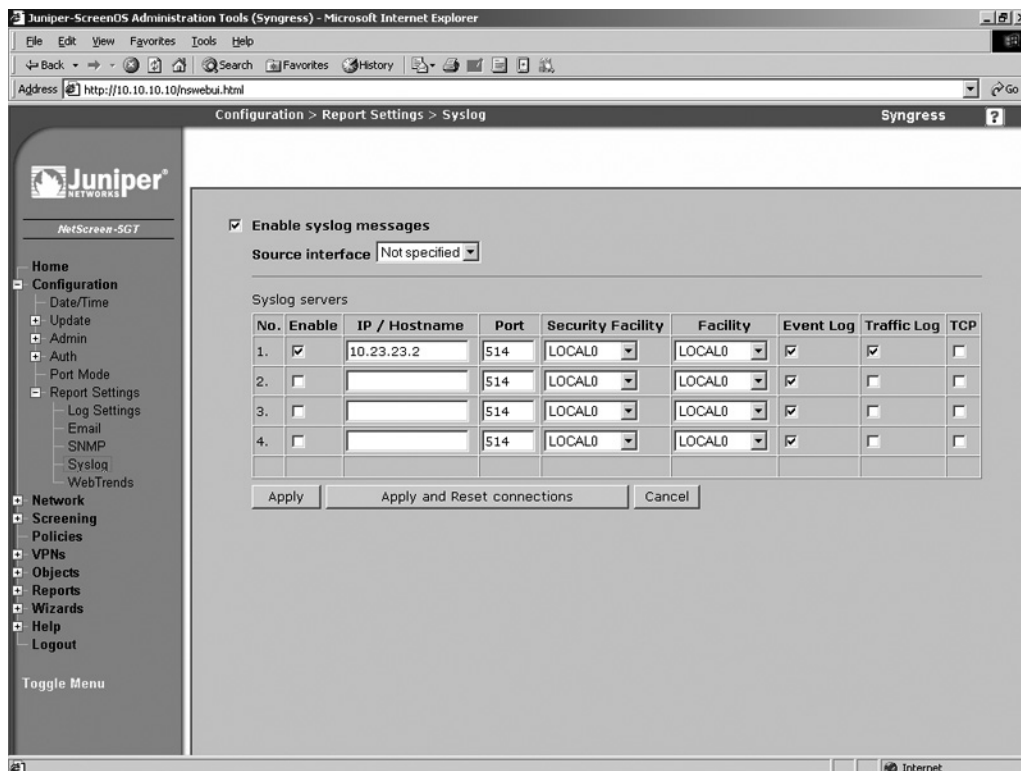 Juniper-ScreenOS Administration Tools (Syngress) - Microsoft Internet Explorer
File Edit View Favorites Tools Help
Back Search Favorites History
Address http://10.10.10.10/nswebui.html Go
Configuration > Report Settings > Syslog Syngress ?
Juniper®
NETWORKS
NetScreen-5GT
Home
Configuration
Date/Time
Update
Admin
Auth
Port Mode
Report Settings
Log Settings
Email
SNMP
Syslog
WebTrends
Network
Screening
Policies
VPNs
Objects
Reports
Wizards
Help
Logout
Toggle Menu
Enable syslog messages
Source interface Not specified
Syslog servers
No. Enable IP / Hostname Port Security Facility Facility Event Log Traffic Log TCP
1. 10.23.23.2 514 LOCAL0 LOCAL0
2. 514 LOCAL0 LOCAL0
3. 514 LOCAL0 LOCAL0
4. 514 LOCAL0 LOCAL0
Apply Apply and Reset connections Cancel
Internet